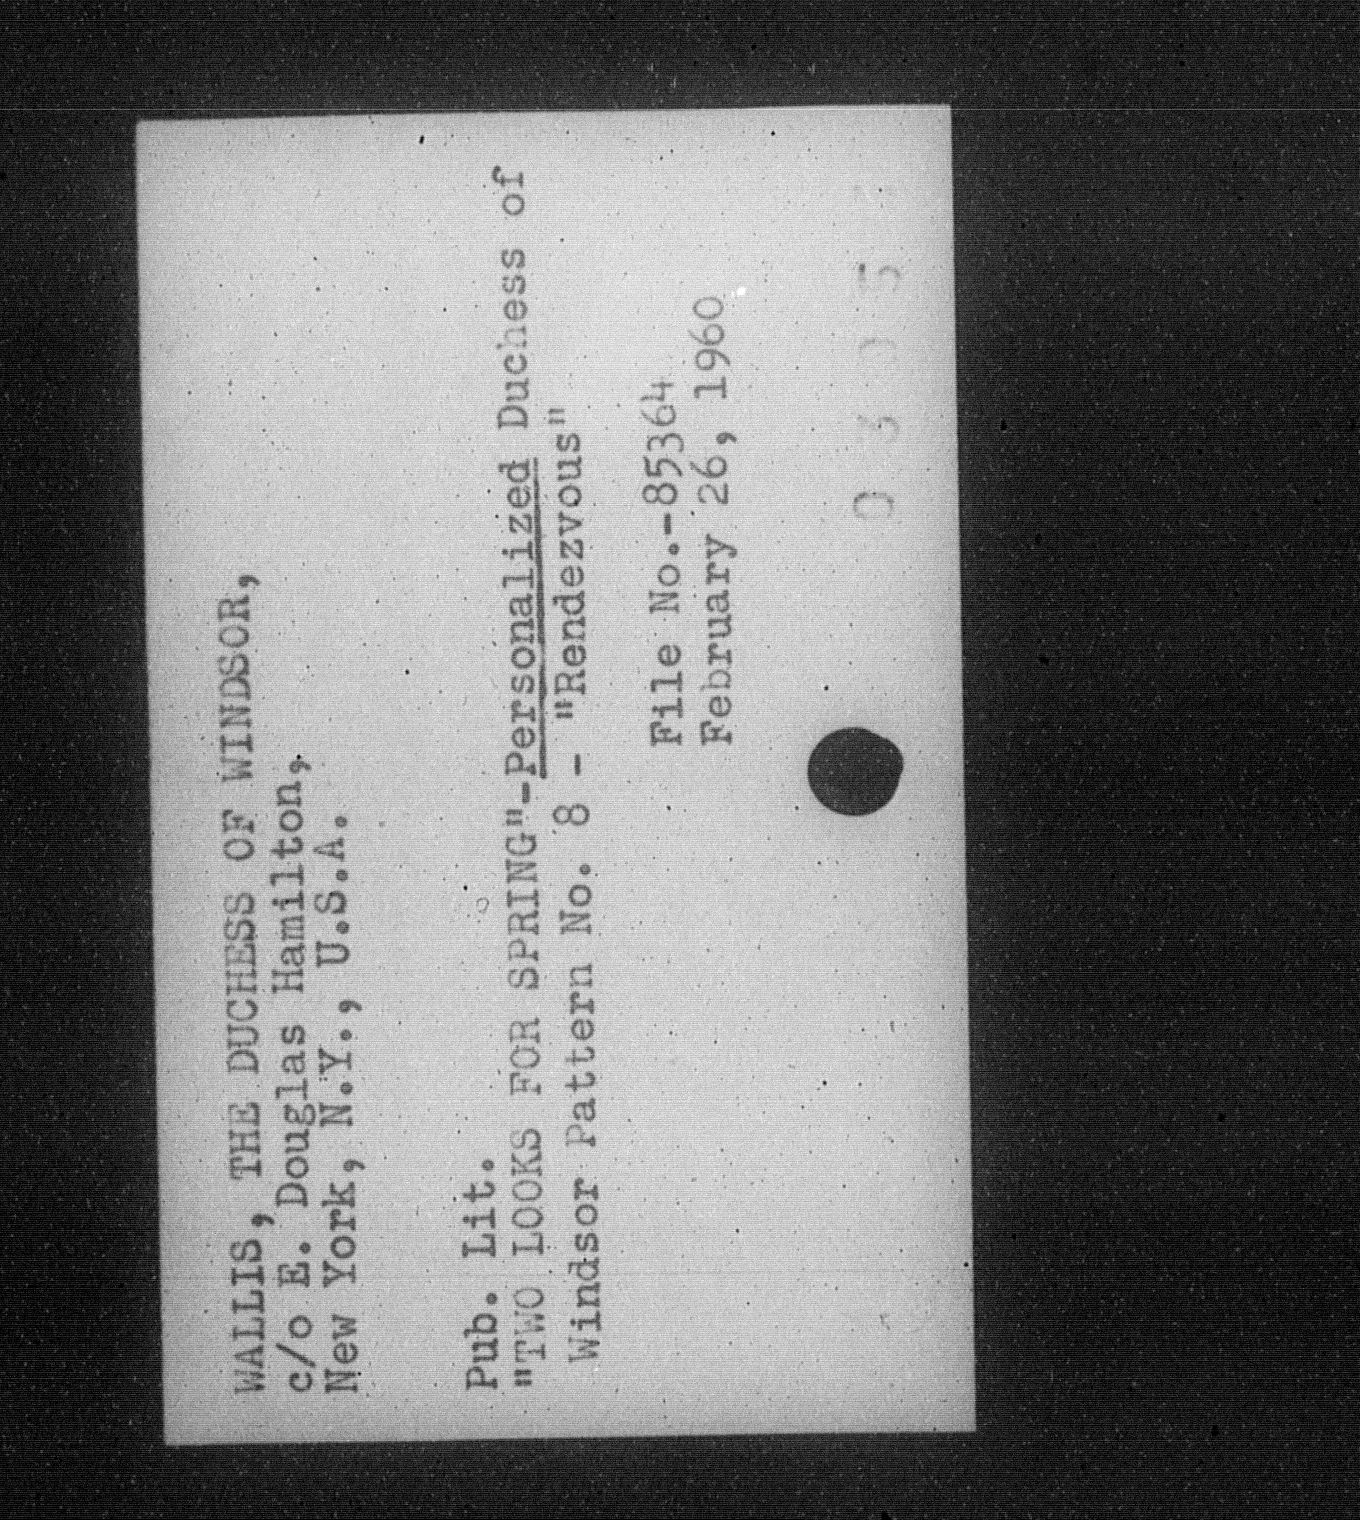 WALLIS, THE DUCHESS OF WINDSOR,
c/o E. Douglas Hamilton,
New York, N.Y., U.S.A.
Pub. Lit.
"TWO LOOKS FOR SPRING"-Personalized Duchess of
Windsor Pattern No. 8 - "Rendezvous"
File No.-85364
February 26, 1960